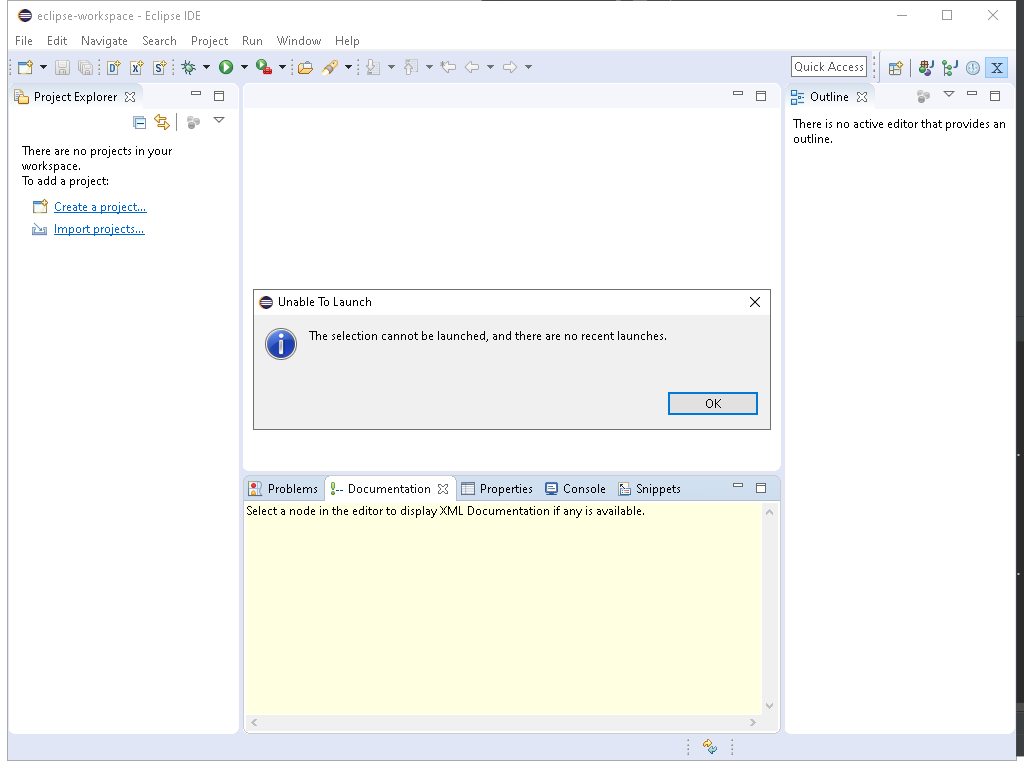 eclipse-workspace - Eclipse IDE
File Edit Navigate Search Project Run Window Help
Quick Access
Project Explorer
There are no projects in your
workspace.
To add a project:
Create a project...
Import projects...
Outline
There is no active editor that provides an
outline.
Unable To Launch
The selection cannot be launched, and there are no recent launches.
OK
Problems Documentation Properties Console Snippets
Select a node in the editor to display XML Documentation if any is available.